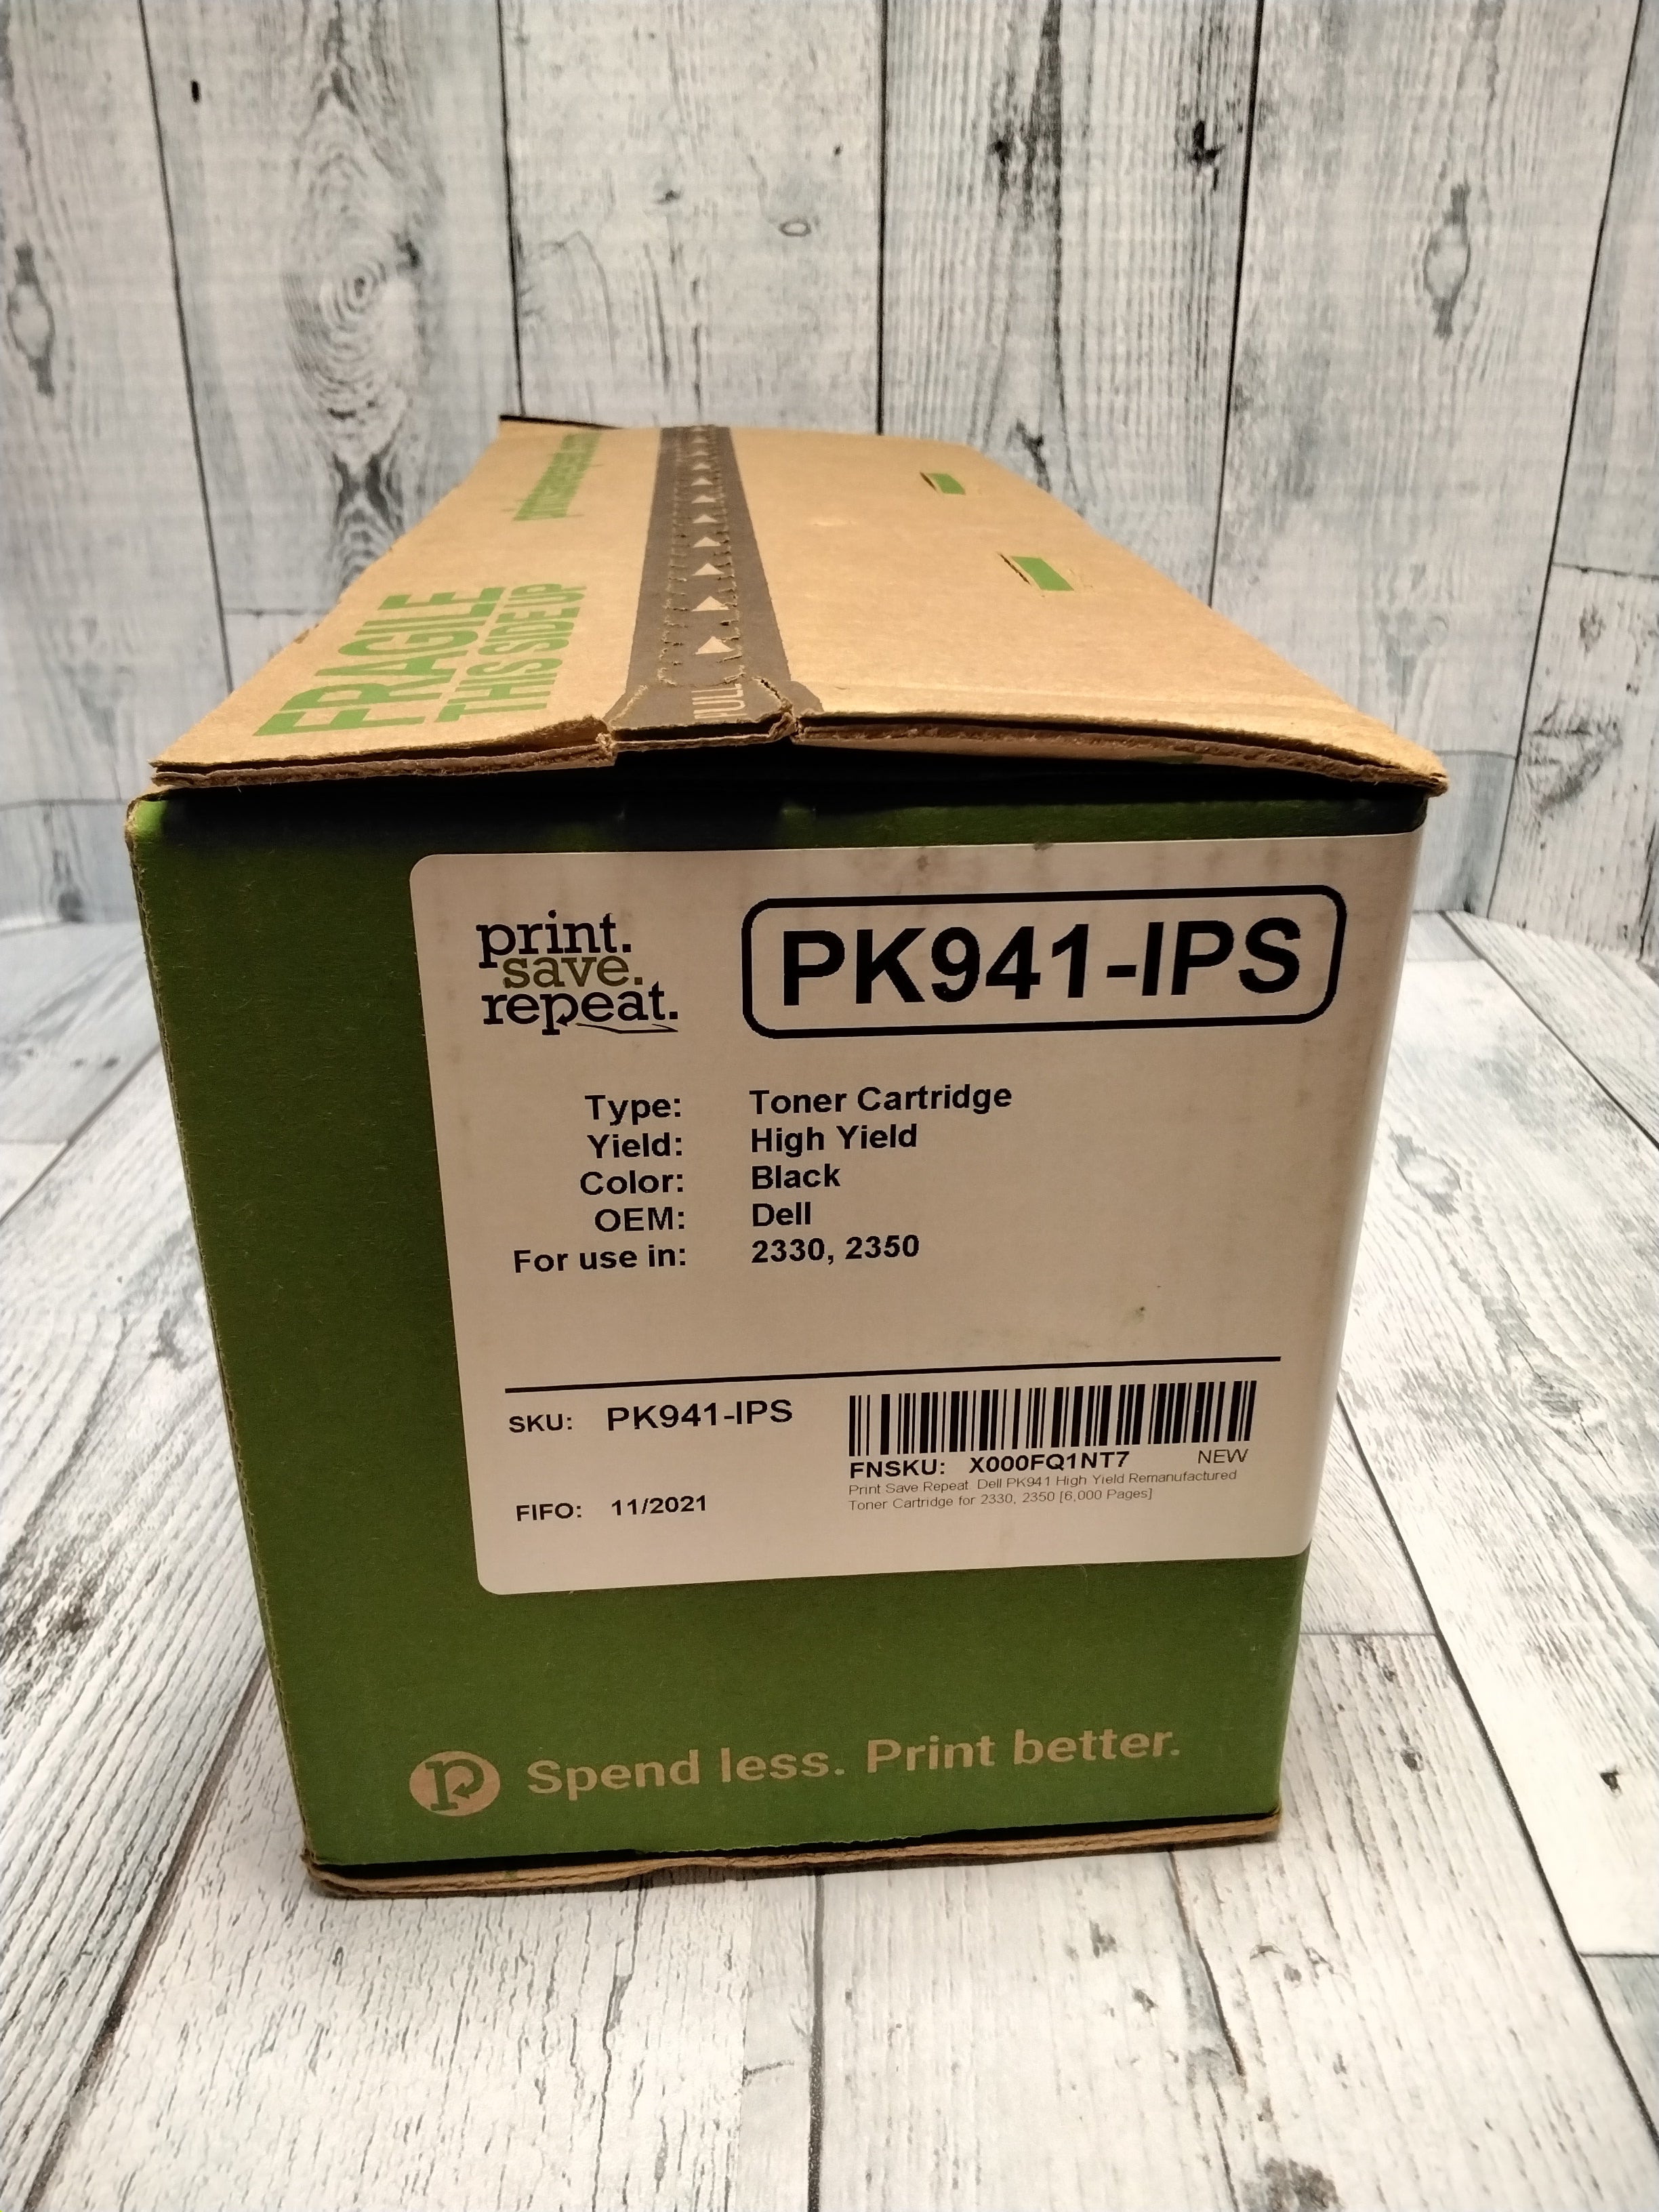 FRAGILE
THIS SIDE UP
print.
save.
repeat.
PK941-IPS
Type: Toner Cartridge
Yield: High Yield
Color: Black
OEM: Dell
For use in: 2330, 2350
SKU: PK941-IPS
FNSKU: X000FQ1NT7 NEW
Print Save Repeat Dell PK941 High Yield Remanufactured
Toner Cartridge for 2330, 2350 [6,000 Pages]
FIFO: 11/2021
Spend less. Print better.